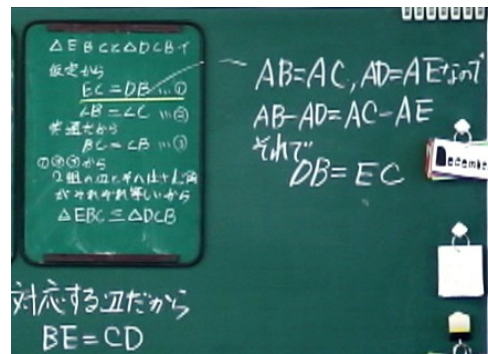 △EBCと△DCBで
仮定から
EC=DB…①
∠B=∠C…②
共通だから
BC=CB…③
①②③から
2組の辺とその間の角
がそれぞれ等しいから
△EBC≡△DCB
対応する辺だから
BE=CD
AB=AC, AD=AEなので
AB-AD=AC-AE
それで
DB=EC
December